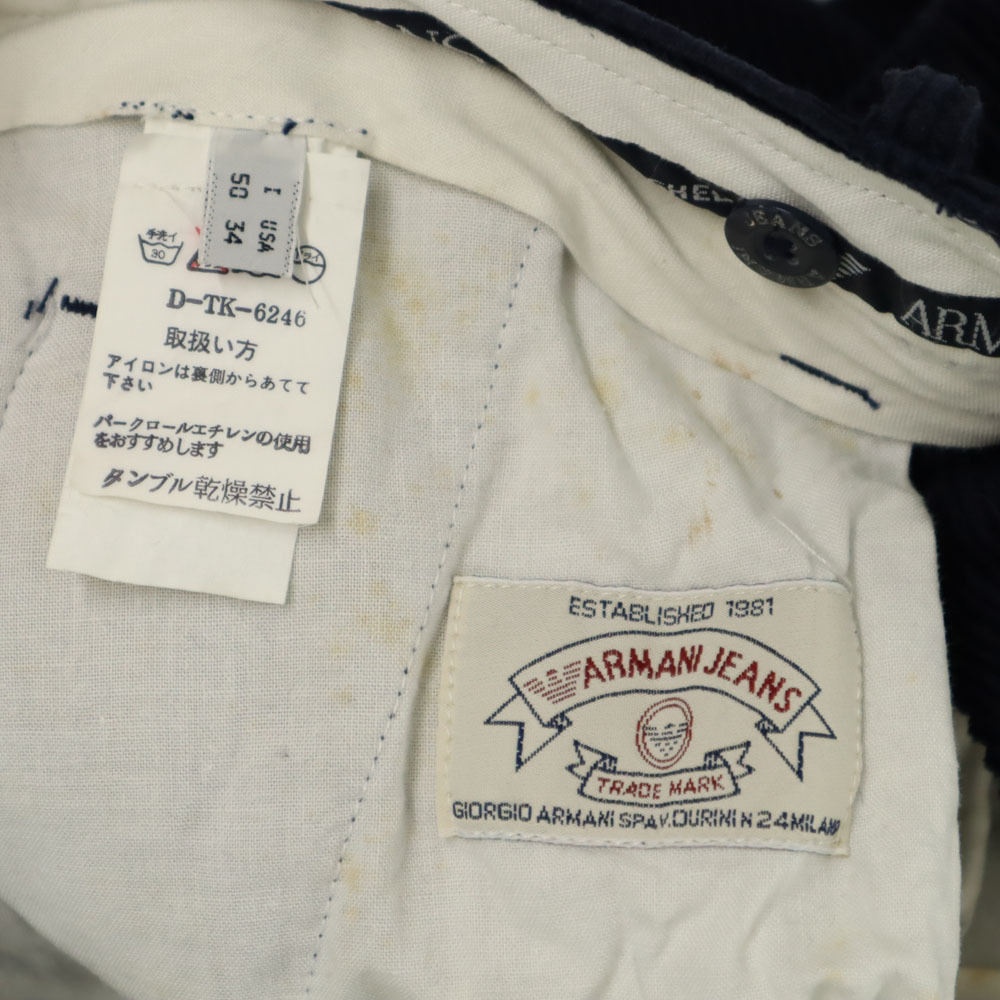 I USA
50 34
手洗イ
30
D-TK-6246
取扱い方
アイロンは裏側からあてて
下さい
パークロールエチレンの使用
をおすすめします
タンブル乾燥禁止
JEANS
ARM
ESTABLISHED 1981
ARMANI JEANS
TRADE MARK
GIORGIO ARMANI SPA V.DURINI N 24 MILANO